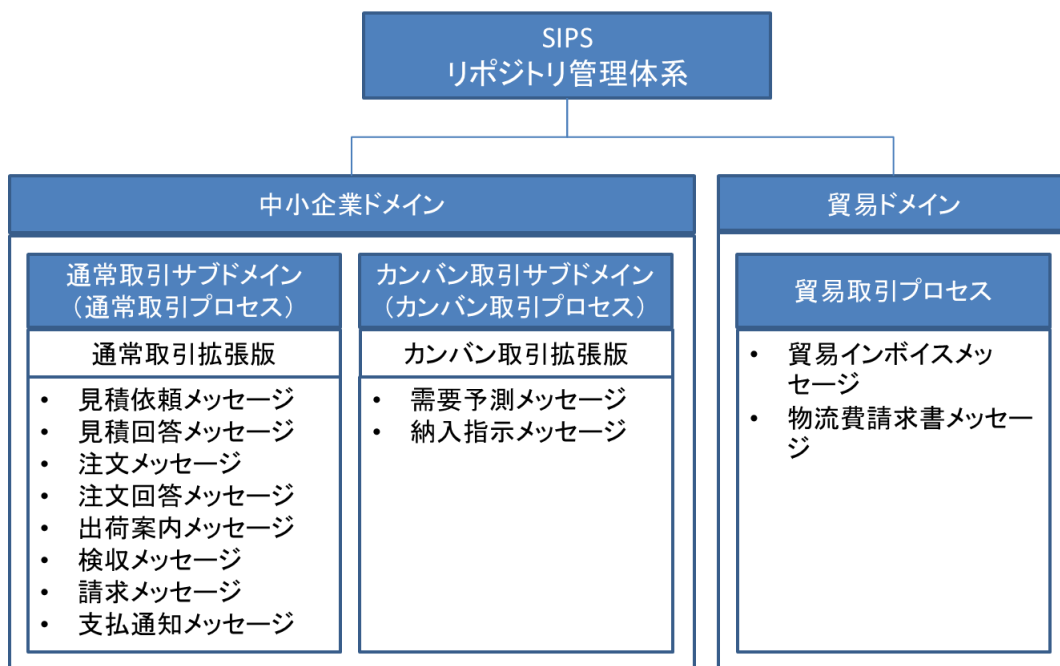 SIPS
リポジトリ管理体系
中小企業ドメイン
通常取引サブドメイン
（通常取引プロセス）
通常取引拡張版
• 見積依頼メッセージ
• 見積回答メッセージ
• 注文メッセージ
• 注文回答メッセージ
• 出荷案内メッセージ
• 検収メッセージ
• 請求メッセージ
• 支払通知メッセージ
カンバン取引サブドメイン
（カンバン取引プロセス）
カンバン取引拡張版
• 需要予測メッセージ
• 納入指示メッセージ
貿易ドメイン
貿易取引プロセス
• 貿易インボイスメッ
セージ
• 物流費請求書メッセー
ジ